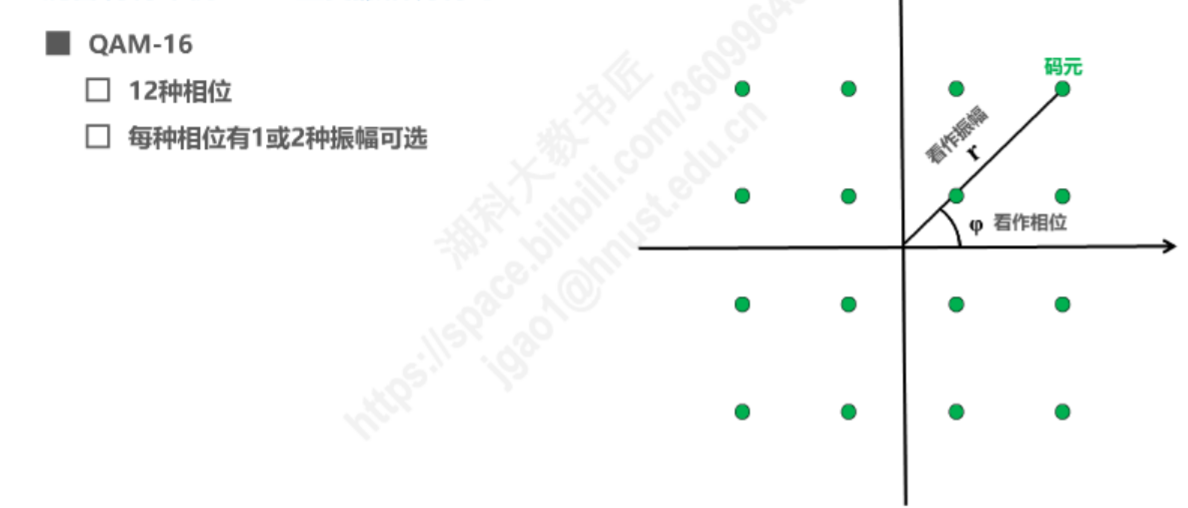 QAM-16
12种相位
每种相位有1或2种振幅可选
码元
看作振幅
r
φ 看作相位
湖科大教书匠
https://space.bilibili.com/360996402
jgao1@hnust.edu.cn